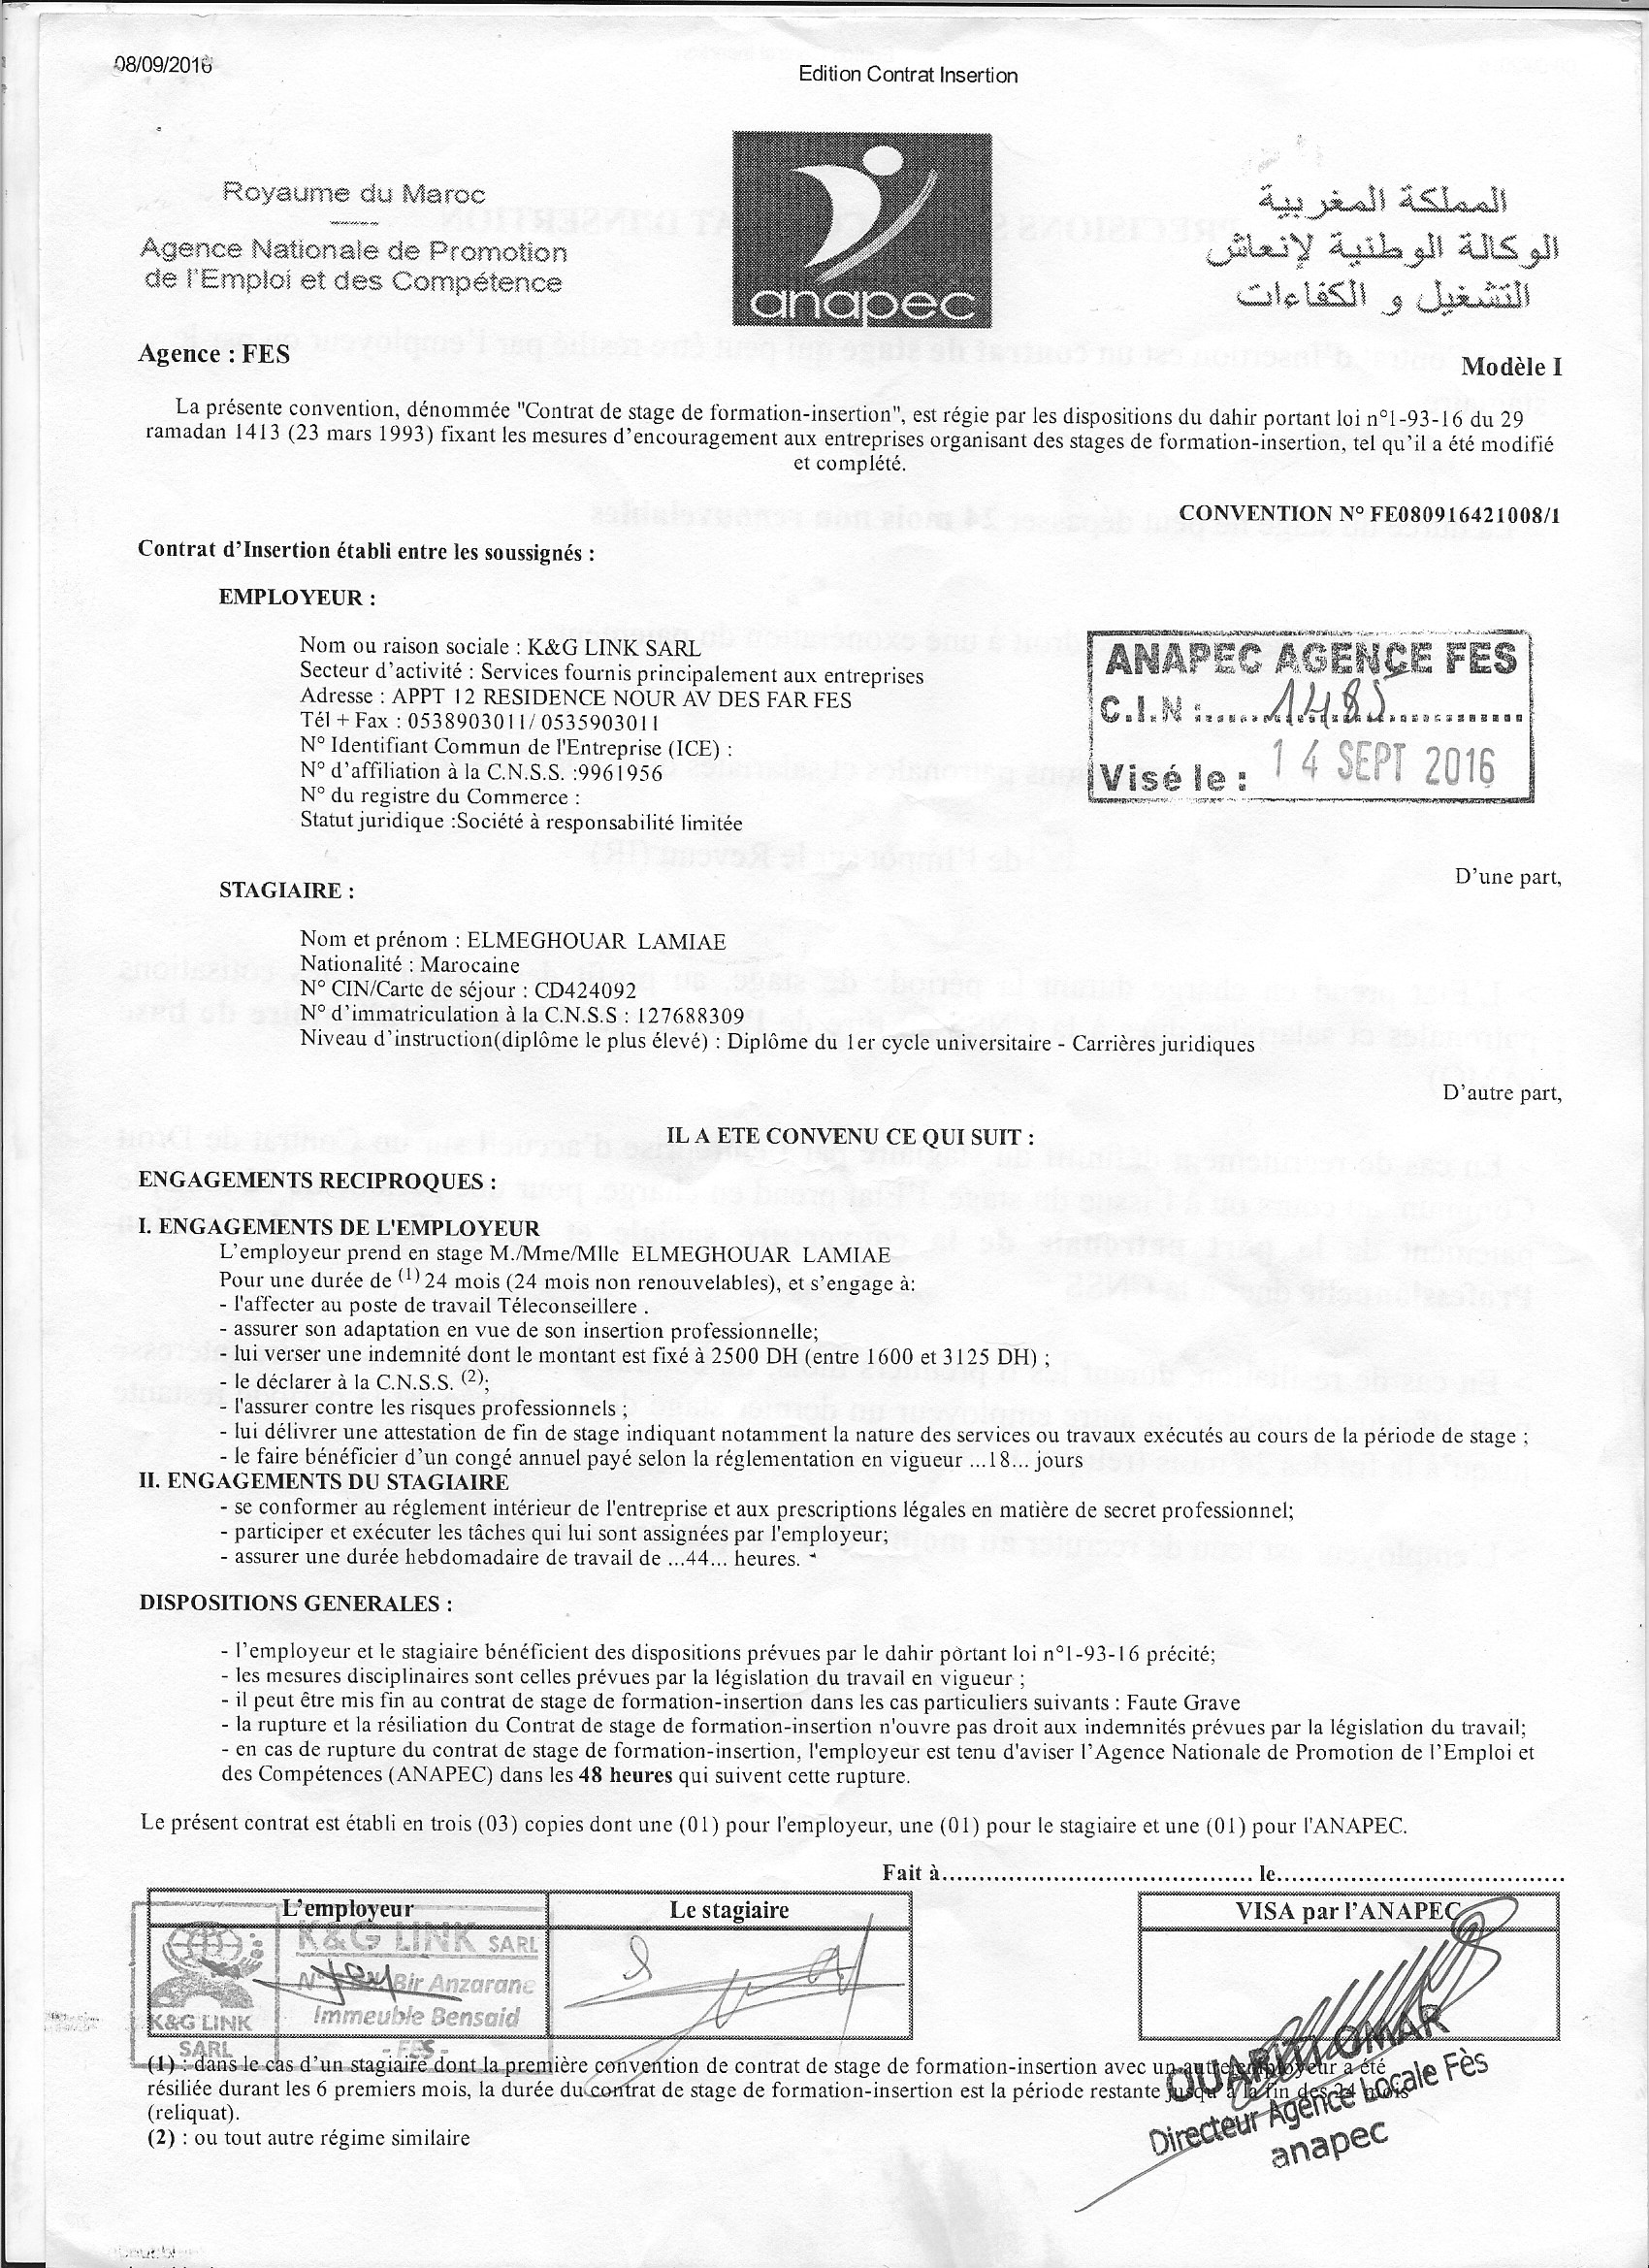 08/09/2016
Edition Contrat Insertion
Royaume du Maroc
Agence Nationale de Promotion
de l'Emploi et des Compétence
anapec
المملكة المغربية
الوكالة الوطنية لإنعاش
التشغيل و الكفاءات
Agence : FES
Modèle I
La présente convention, dénommée "Contrat de stage de formation-insertion", est régie par les dispositions du dahir portant loi n°1-93-16 du 29
ramadan 1413 (23 mars 1993) fixant les mesures d'encouragement aux entreprises organisant des stages de formation-insertion, tel qu'il a été modifié
et complété.
CONVENTION N° FE080916421008/1
Contrat d'Insertion établi entre les soussignés :
EMPLOYEUR :
Nom ou raison sociale : K&G LINK SARL
Secteur d'activité : Services fournis principalement aux entreprises
Adresse : APPT 12 RESIDENCE NOUR AV DES FAR FES
Tél + Fax : 0538903011/ 0535903011
N° Identifiant Commun de l'Entreprise (ICE) :
N° d'affiliation à la C.N.S.S. :9961956
N° du registre du Commerce :
Statut juridique :Société à responsabilité limitée
ANAPEC AGENCE FES
C.I.N :.......1485...............
Visé le : 14 SEPT 2016
D'une part,
STAGIAIRE :
Nom et prénom : ELMEGHOUAR LAMIAE
Nationalité : Marocaine
N° CIN/Carte de séjour : CD424092
N° d'immatriculation à la C.N.S.S : 127688309
Niveau d'instruction(diplôme le plus élevé) : Diplôme du 1er cycle universitaire - Carrières juridiques
D'autre part,
IL A ETE CONVENU CE QUI SUIT :
ENGAGEMENTS RECIPROQUES :
I. ENGAGEMENTS DE L'EMPLOYEUR
L'employeur prend en stage M./Mme/Mlle ELMEGHOUAR LAMIAE
Pour une durée de (1) 24 mois (24 mois non renouvelables), et s'engage à:
- l'affecter au poste de travail Téleconseillere .
- assurer son adaptation en vue de son insertion professionnelle;
- lui verser une indemnité dont le montant est fixé à 2500 DH (entre 1600 et 3125 DH) ;
- le déclarer à la C.N.S.S. (2);
- l'assurer contre les risques professionnels ;
- lui délivrer une attestation de fin de stage indiquant notamment la nature des services ou travaux exécutés au cours de la période de stage ;
- le faire bénéficier d'un congé annuel payé selon la réglementation en vigueur ...18... jours
II. ENGAGEMENTS DU STAGIAIRE
- se conformer au réglement intérieur de l'entreprise et aux prescriptions légales en matière de secret professionnel;
- participer et exécuter les tâches qui lui sont assignées par l'employeur;
- assurer une durée hebdomadaire de travail de ...44... heures.
DISPOSITIONS GENERALES :
- l'employeur et le stagiaire bénéficient des dispositions prévues par le dahir portant loi n°1-93-16 précité;
- les mesures disciplinaires sont celles prévues par la législation du travail en vigueur ;
- il peut être mis fin au contrat de stage de formation-insertion dans les cas particuliers suivants : Faute Grave
- la rupture et la résiliation du Contrat de stage de formation-insertion n'ouvre pas droit aux indemnités prévues par la législation du travail;
- en cas de rupture du contrat de stage de formation-insertion, l'employeur est tenu d'aviser l'Agence Nationale de Promotion de l'Emploi et
des Compétences (ANAPEC) dans les 48 heures qui suivent cette rupture.
Le présent contrat est établi en trois (03) copies dont une (01) pour l'employeur, une (01) pour le stagiaire et une (01) pour l'ANAPEC.
Fait à.......................................... le.......................................
L'employeur
Le stagiaire
VISA par l'ANAPEC
K&G LINK SARL
Bir Anzarane
Immeuble Bensaid
- FES -
K&G LINK
SARL
(1) : dans le cas d'un stagiaire dont la première convention de contrat de stage de formation-insertion avec un autre employeur a été
résiliée durant les 6 premiers mois, la durée du contrat de stage de formation-insertion est la période restante jusqu'à la fin des 24 mois
(reliquat).
(2) : ou tout autre régime similaire
OUARITI OMAR
Directeur Agence Locale Fès
anapec